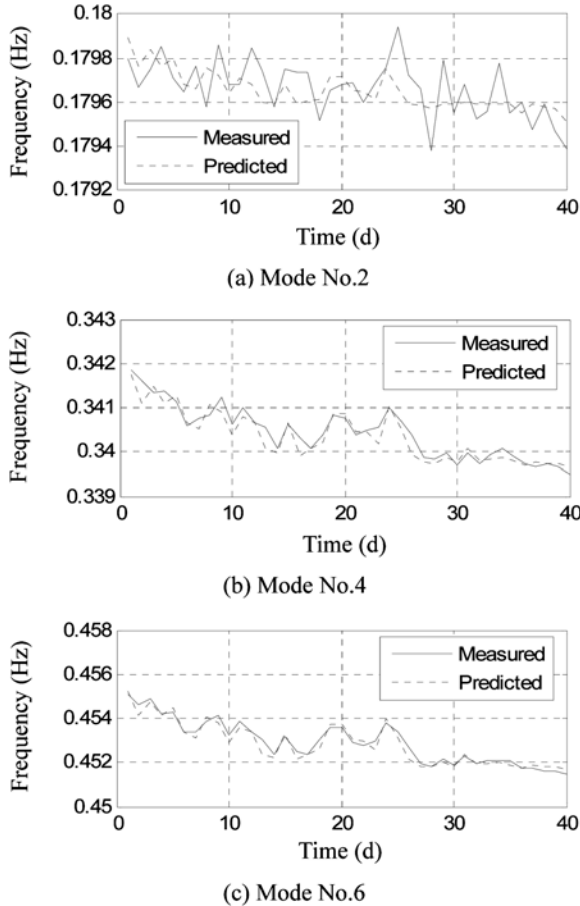 Frequency (Hz)
0.18
0.1798
0.1796
0.1794
0.1792
Measured
Predicted
0 10 20 30 40
Time (d)
(a) Mode No.2
Frequency (Hz)
0.343
0.342
0.341
0.34
0.339
Measured
Predicted
0 10 20 30 40
Time (d)
(b) Mode No.4
Frequency (Hz)
0.458
0.456
0.454
0.452
0.45
Measured
Predicted
0 10 20 30 40
Time (d)
(c) Mode No.6